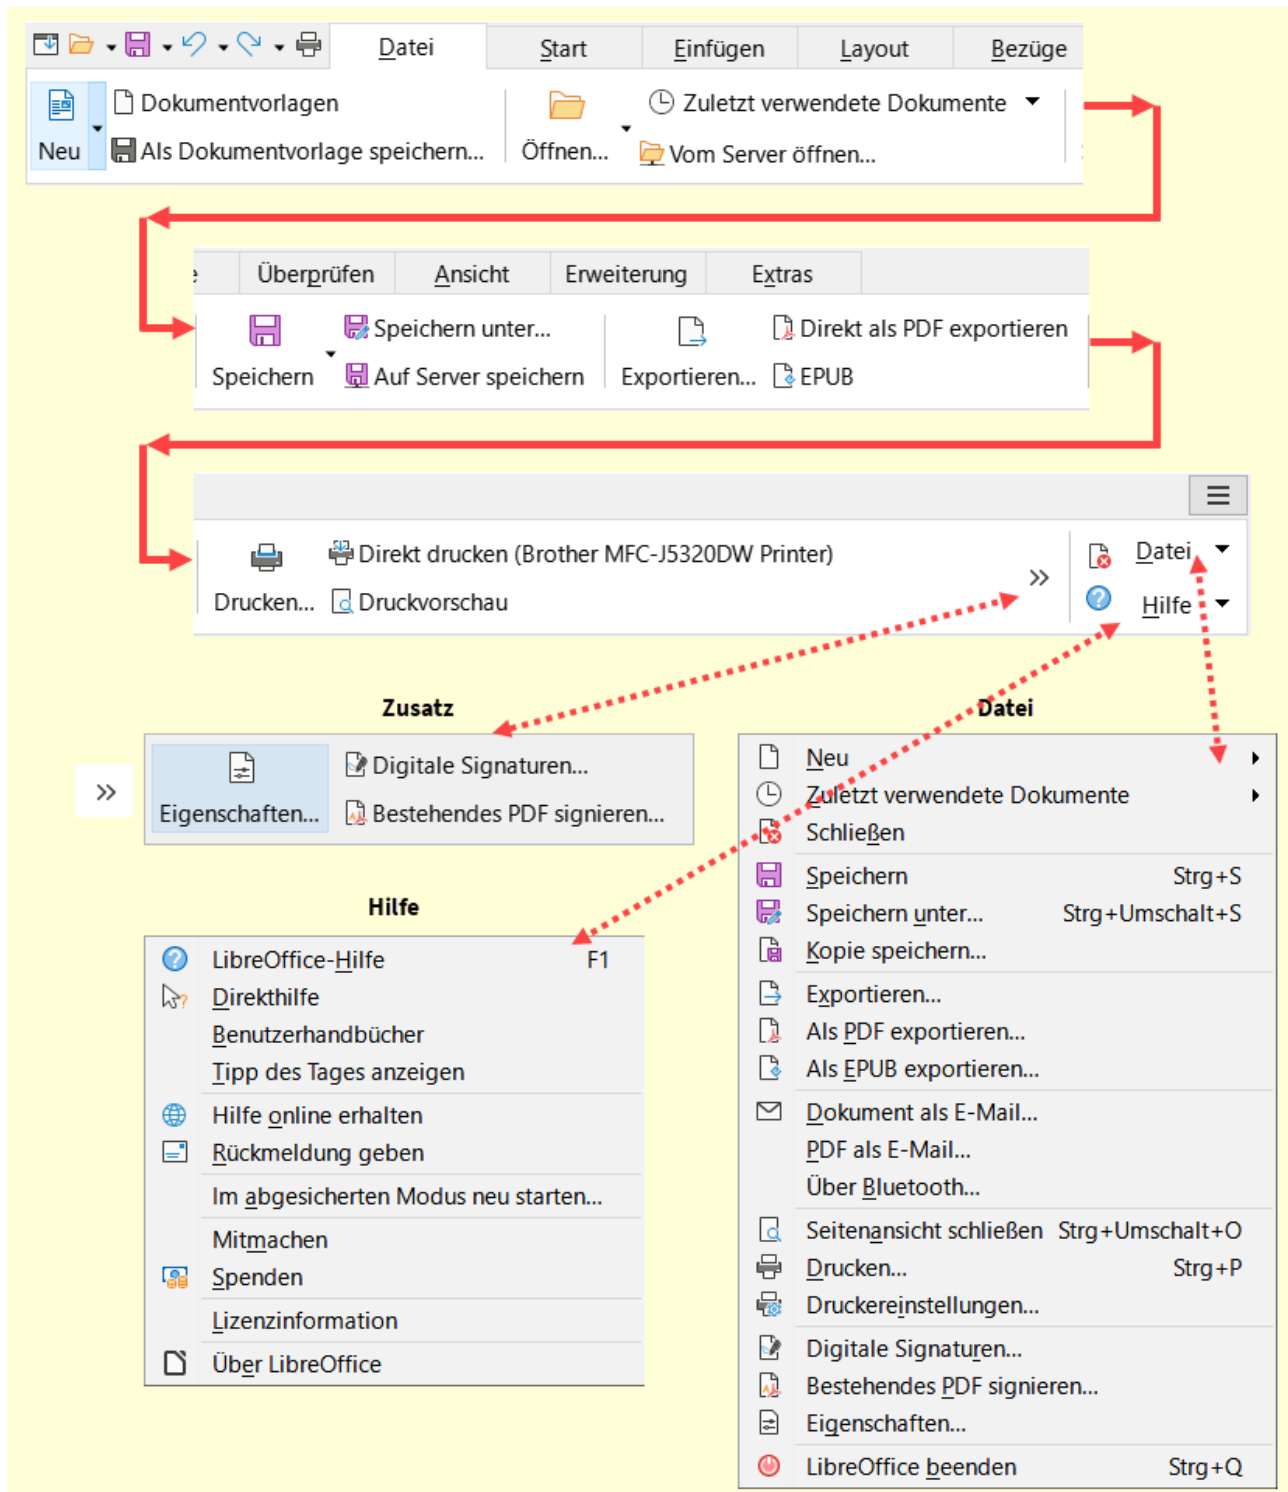 Datei Start Einfügen Layout Bezüge
Dokumentvorlagen Zuletzt verwendete Dokumente
Neu Als Dokumentvorlage speichern... Öffnen... Vom Server öffnen...
Überprüfen Ansicht Erweiterung Extras
Speichern unter... Direkt als PDF exportieren
Speichern Auf Server speichern Exportieren... EPUB
Direkt drucken (Brother MFC-J5320DW Printer) Datei
Drucken... Druckvorschau Hilfe
Zusatz
Digitale Signaturen...
Eigenschaften... Bestehendes PDF signieren...
Hilfe
LibreOffice-Hilfe F1
Direkthilfe
Benutzerhandbücher
Tipp des Tages anzeigen
Hilfe online erhalten
Rückmeldung geben
Im abgesicherten Modus neu starten...
Mitmachen
Spenden
Lizenzinformation
Über LibreOffice
Datei
Neu
Zuletzt verwendete Dokumente
Schließen
Speichern Strg+S
Speichern unter... Strg+Umschalt+S
Kopie speichern...
Exportieren...
Als PDF exportieren...
Als EPUB exportieren...
Dokument als E-Mail...
PDF als E-Mail...
Über Bluetooth...
Seitenansicht schließen Strg+Umschalt+O
Drucken... Strg+P
Druckereinstellungen...
Digitale Signaturen...
Bestehendes PDF signieren...
Eigenschaften...
LibreOffice beenden Strg+Q